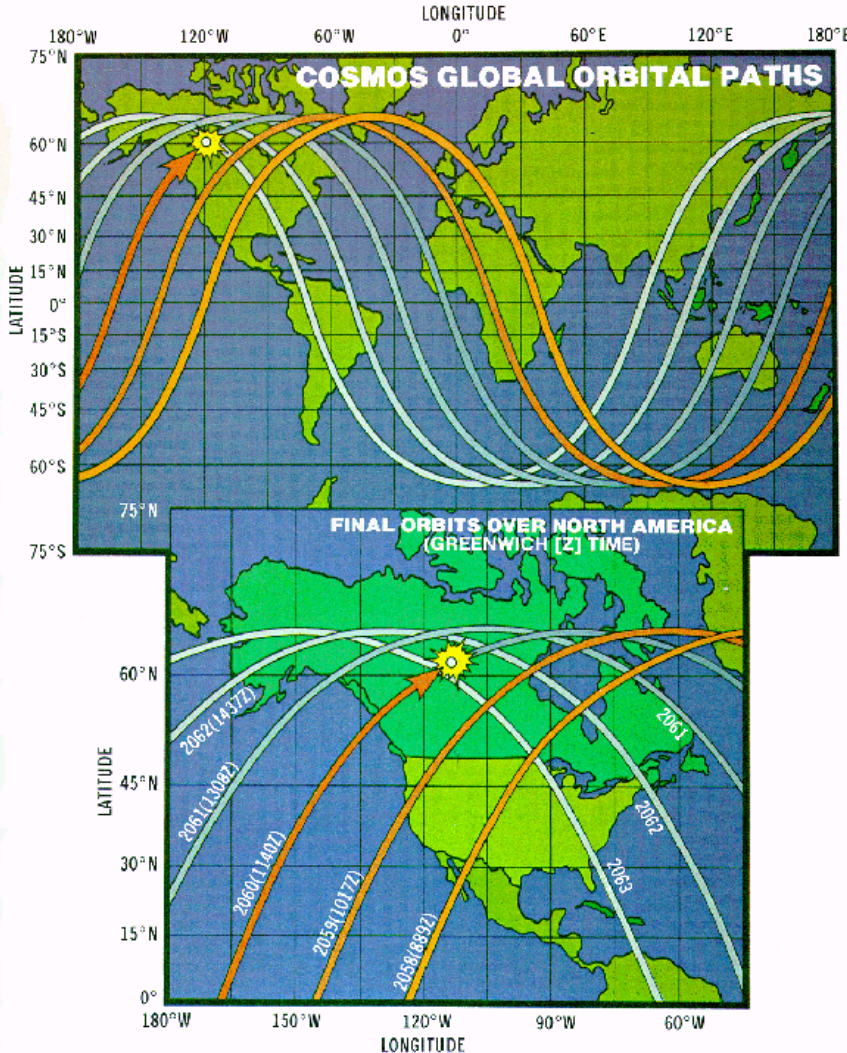 LONGITUDE
180°W 120°W 60°W 0° 60°E 120°E 180°E
75°N
COSMOS GLOBAL ORBITAL PATHS
60°N
45°N
30°N
15°N
LATITUDE
0°
15°S
30°S
45°S
60°S
75°S
75°N
FINAL ORBITS OVER NORTH AMERICA
(GREENWICH [Z] TIME)
60°N
2062(1437Z)
2061
2061(1308Z)
LATITUDE
45°N
2062
30°N
2060(1140Z)
2063
2059(1017Z)
15°N
2058(889Z)
0°
180°W 150°W 120°W 90°W 60°W
LONGITUDE